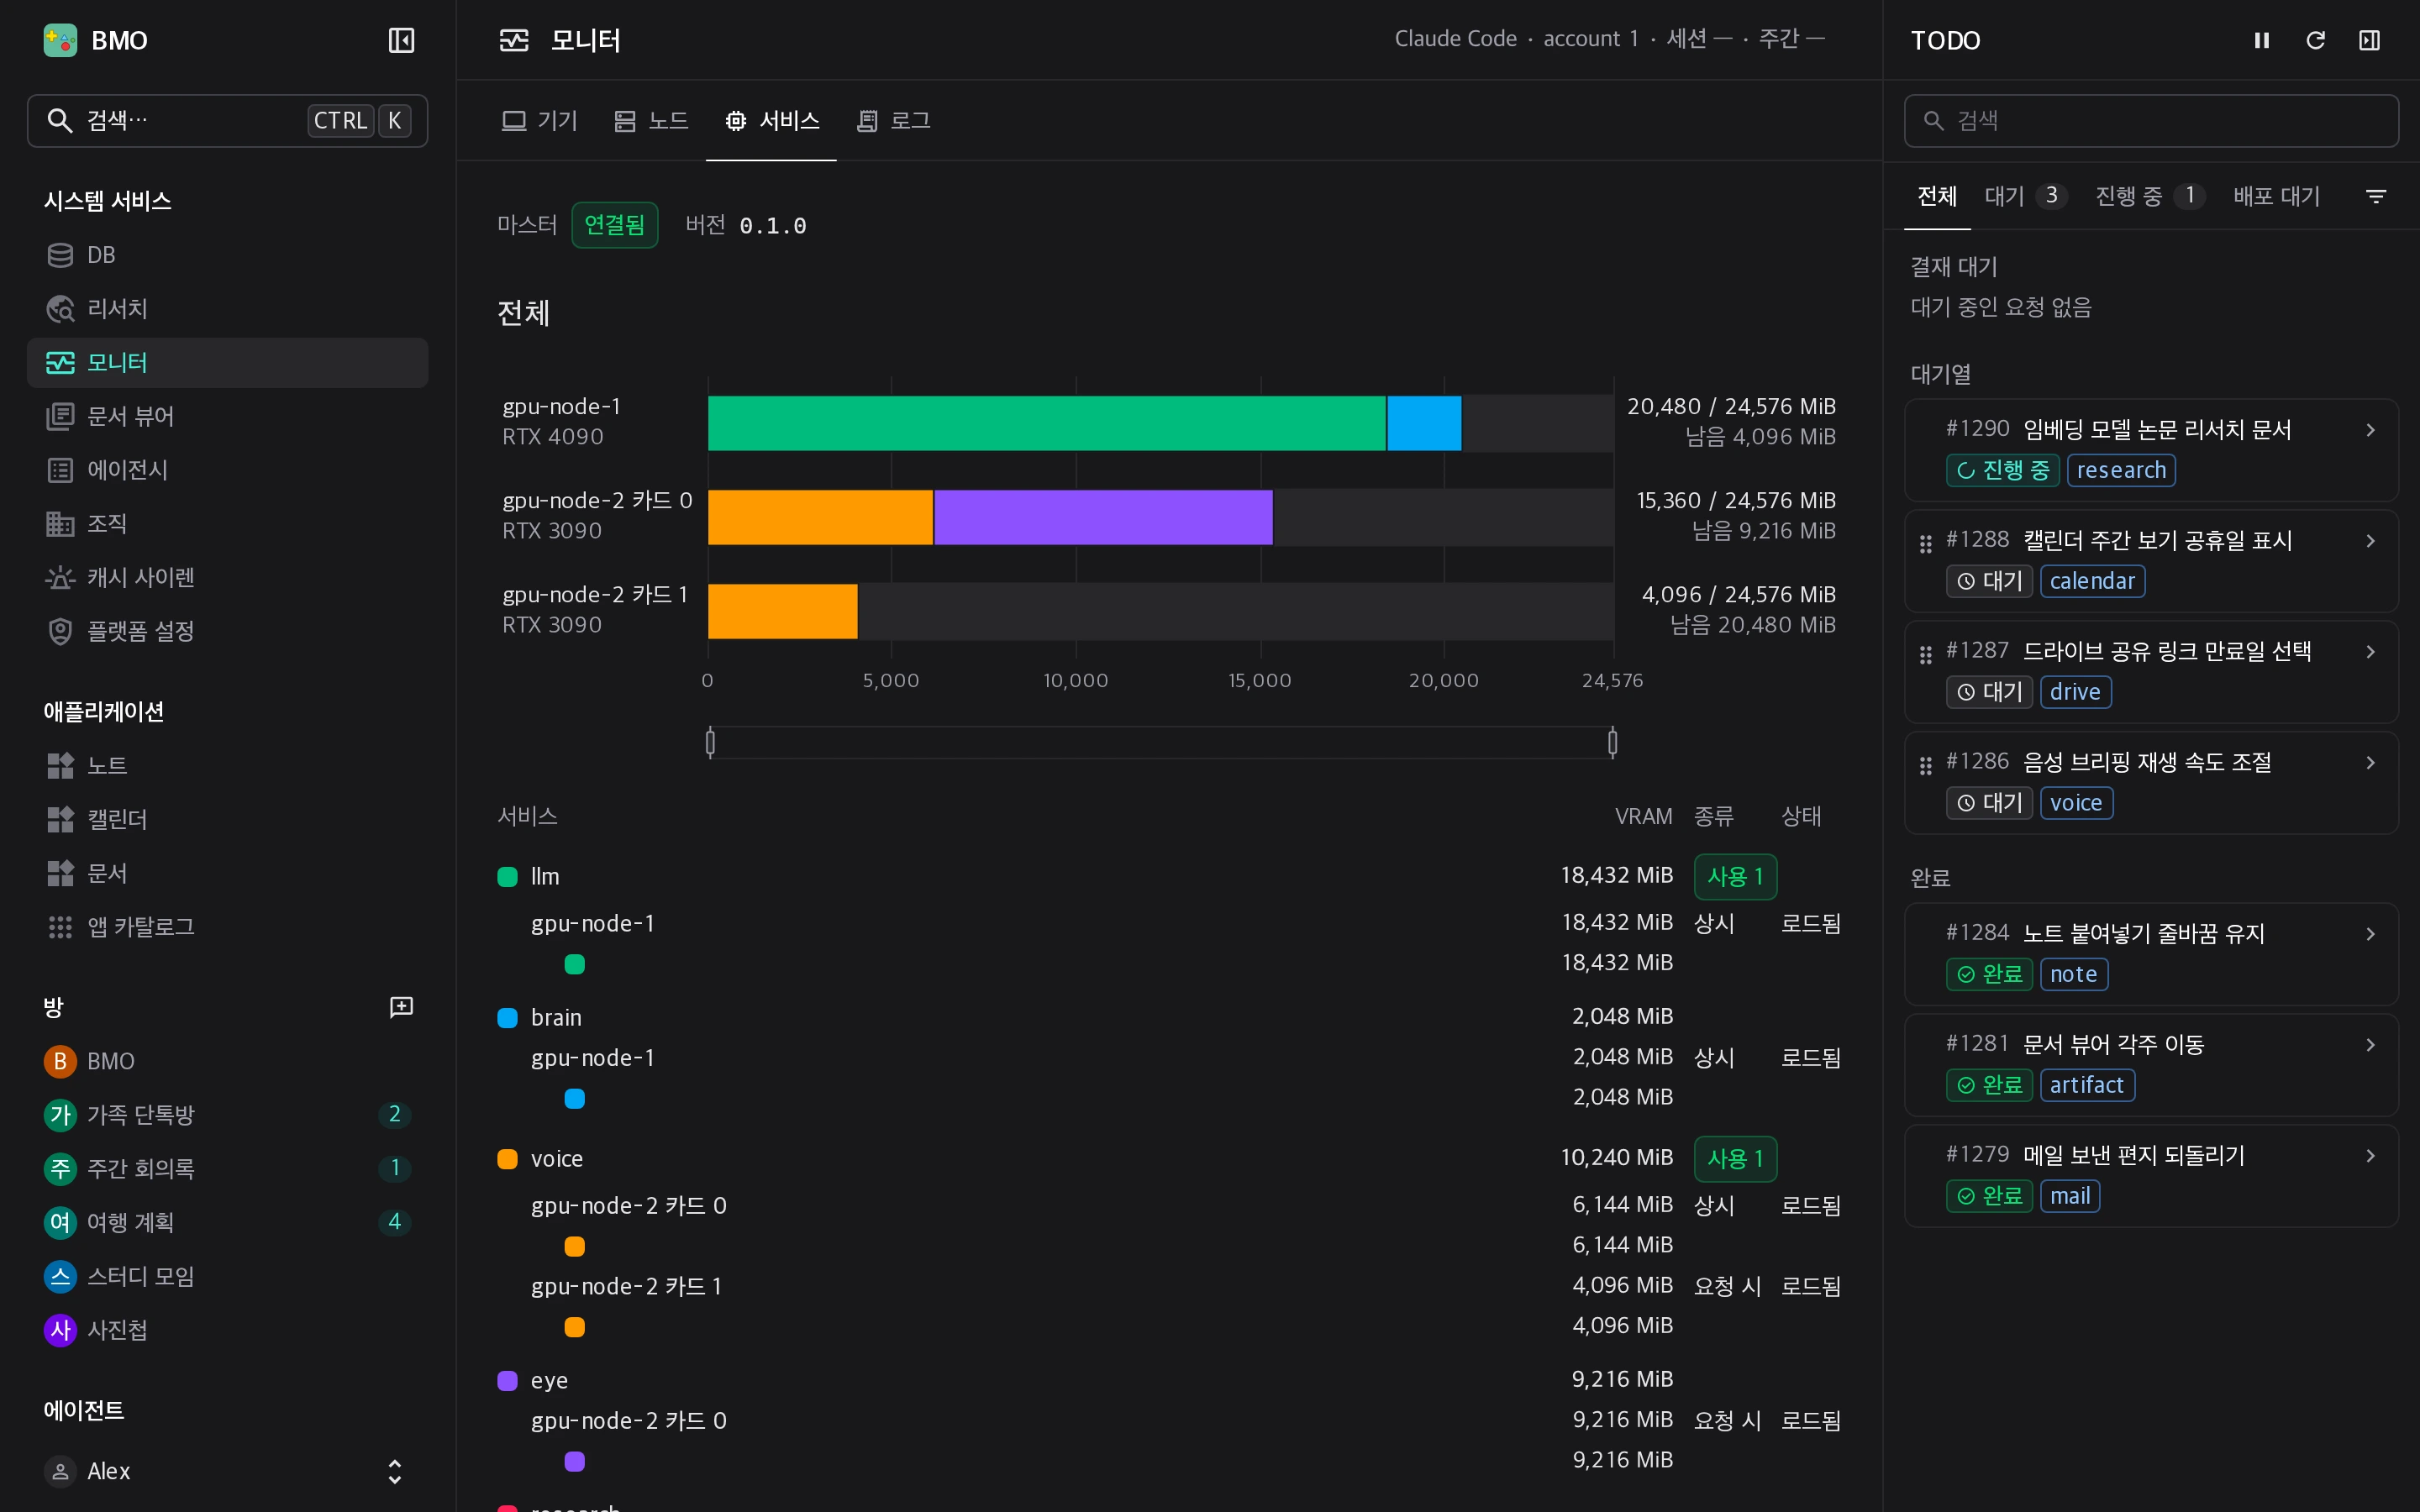 BMO
검색…
CTRL K
시스템 서비스
DB
리서치
모니터
문서 뷰어
에이전시
조직
캐시 사이렌
플랫폼 설정
애플리케이션
노트
캘린더
문서
앱 카탈로그
방
B BMO
가 가족 단톡방 2
주 주간 회의록 1
여 여행 계획 4
스 스터디 모임
사 사진첩
에이전트
Alex
모니터
Claude Code · account 1 · 세션 — · 주간 —
기기 노드 서비스 로그
마스터 연결됨 버전 0.1.0
전체
gpu-node-1 20,480 / 24,576 MiB
RTX 4090 남음 4,096 MiB
gpu-node-2 카드 0 15,360 / 24,576 MiB
RTX 3090 남음 9,216 MiB
gpu-node-2 카드 1 4,096 / 24,576 MiB
RTX 3090 남음 20,480 MiB
0 5,000 10,000 15,000 20,000 24,576
서비스 VRAM 종류 상태
llm 18,432 MiB 사용 1
gpu-node-1 18,432 MiB 상시 로드됨
18,432 MiB
brain 2,048 MiB
gpu-node-1 2,048 MiB 상시 로드됨
2,048 MiB
voice 10,240 MiB 사용 1
gpu-node-2 카드 0 6,144 MiB 상시 로드됨
6,144 MiB
gpu-node-2 카드 1 4,096 MiB 요청 시 로드됨
4,096 MiB
eye 9,216 MiB
gpu-node-2 카드 0 9,216 MiB 요청 시 로드됨
9,216 MiB
TODO
검색
전체 대기 3 진행 중 1 배포 대기
결재 대기
대기 중인 요청 없음
대기열
#1290 임베딩 모델 논문 리서치 문서
진행 중 research
#1288 캘린더 주간 보기 공휴일 표시
대기 calendar
#1287 드라이브 공유 링크 만료일 선택
대기 drive
#1286 음성 브리핑 재생 속도 조절
대기 voice
완료
#1284 노트 붙여넣기 줄바꿈 유지
완료 note
#1281 문서 뷰어 각주 이동
완료 artifact
#1279 메일 보낸 편지 되돌리기
완료 mail